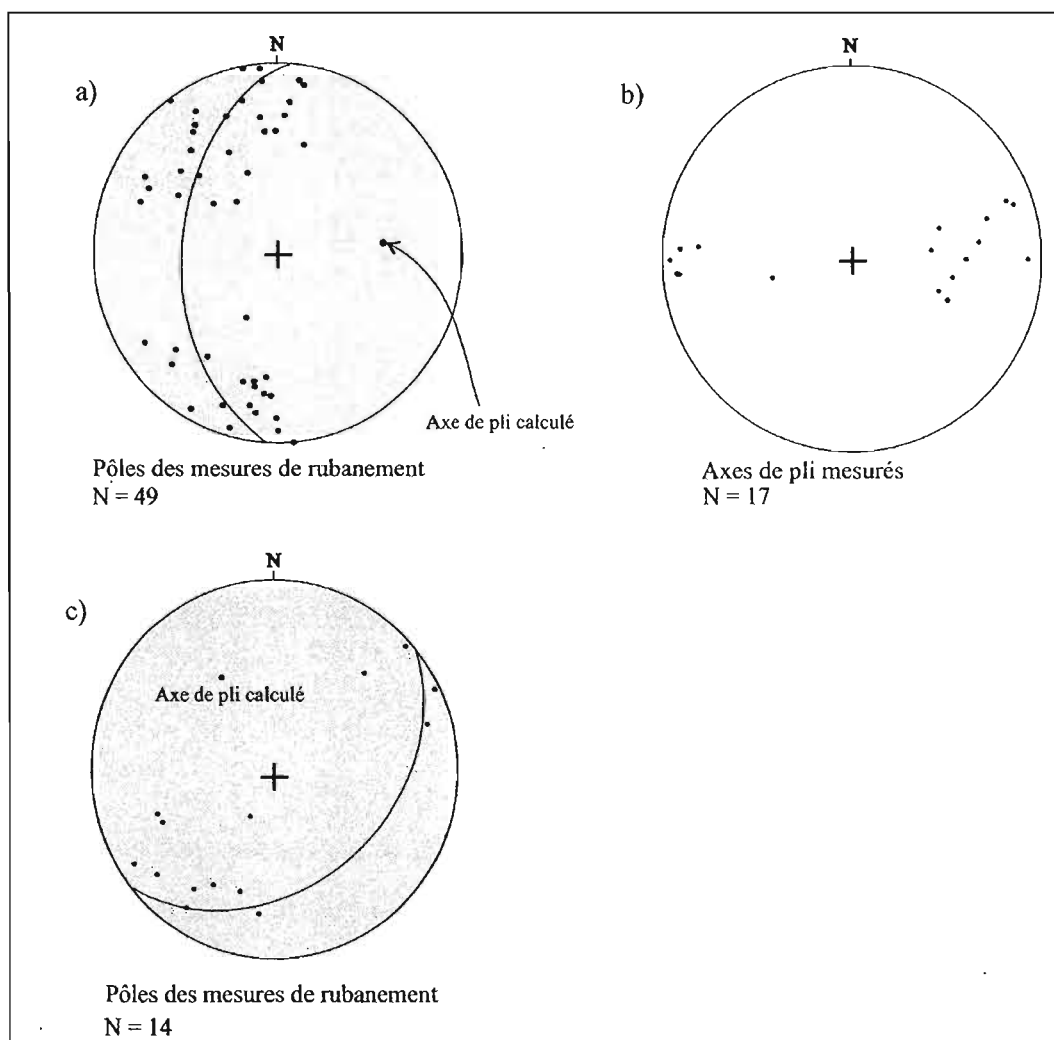 N
a)
Axe de pli calculé
Pôles des mesures de rubanement
N = 49
N
b)
Axes de pli mesurés
N = 17
N
c)
Axe de pli calculé
Pôles des mesures de rubanement
N = 14